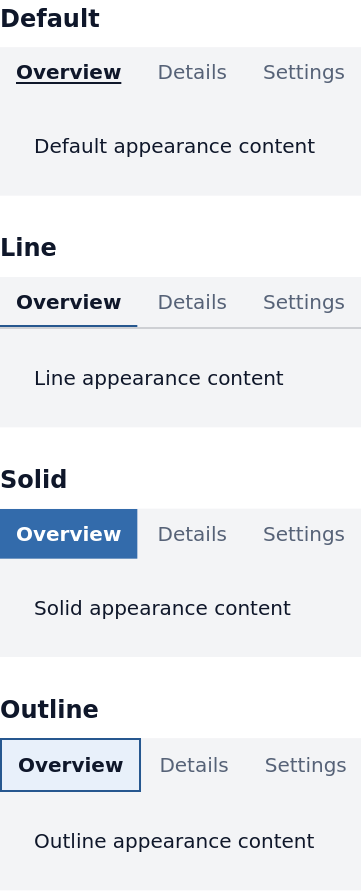 Default
Overview Details Settings
Default appearance content
Line
Overview Details Settings
Line appearance content
Solid
Overview Details Settings
Solid appearance content
Outline
Overview Details Settings
Outline appearance content